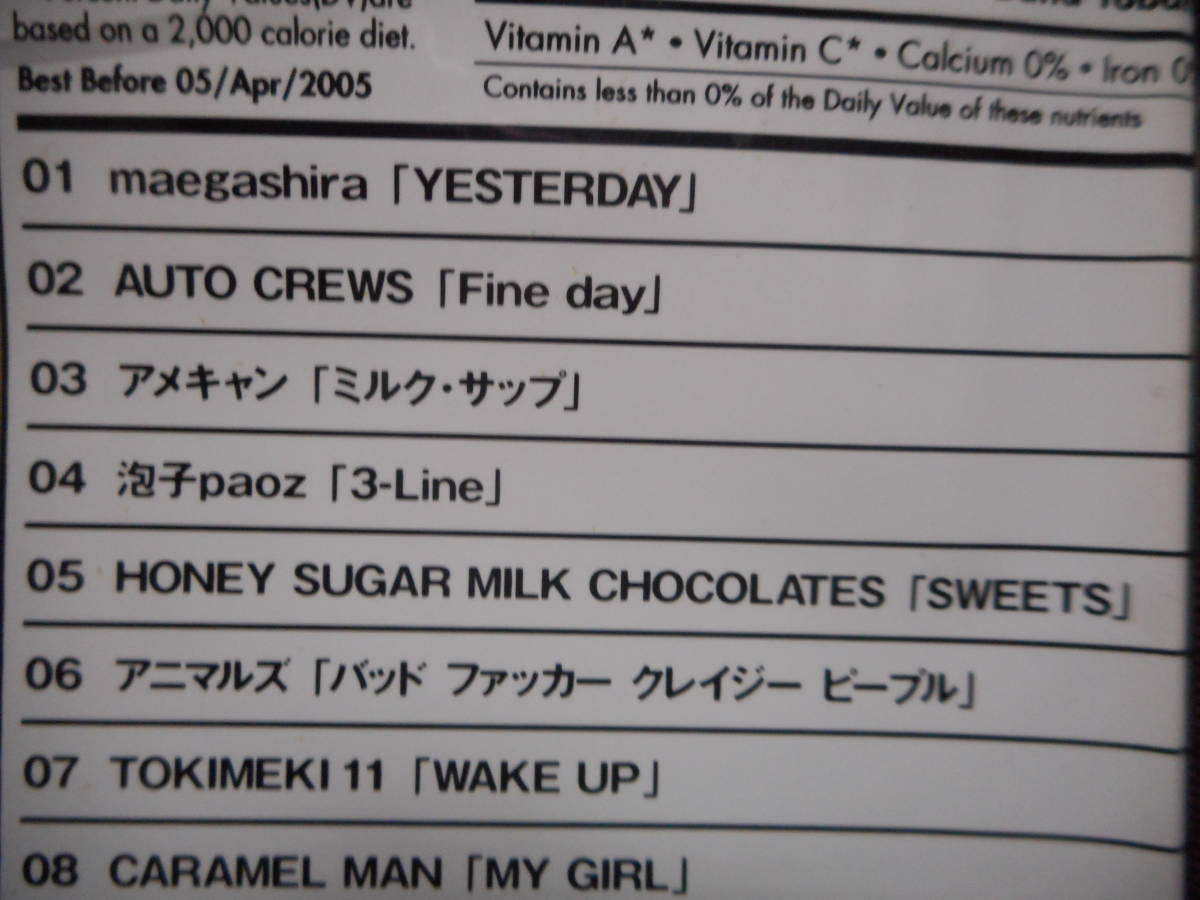 based on a 2,000 calorie diet.
Best Before 05/Apr/2005
Vitamin A* • Vitamin C* • Calcium 0% • Iron
Contains less than 0% of the Daily Value of these nutrients
01 maegashira「YESTERDAY」
02 AUTO CREWS「Fine day」
03 アメキャン「ミルク・サップ」
04 泡子paoz「3-Line」
05 HONEY SUGAR MILK CHOCOLATES「SWEETS」
06 アニマルズ「バッド ファッカー クレイジー ピープル」
07 TOKIMEKI 11「WAKE UP」
08 CARAMEL MAN「MY GIRL」